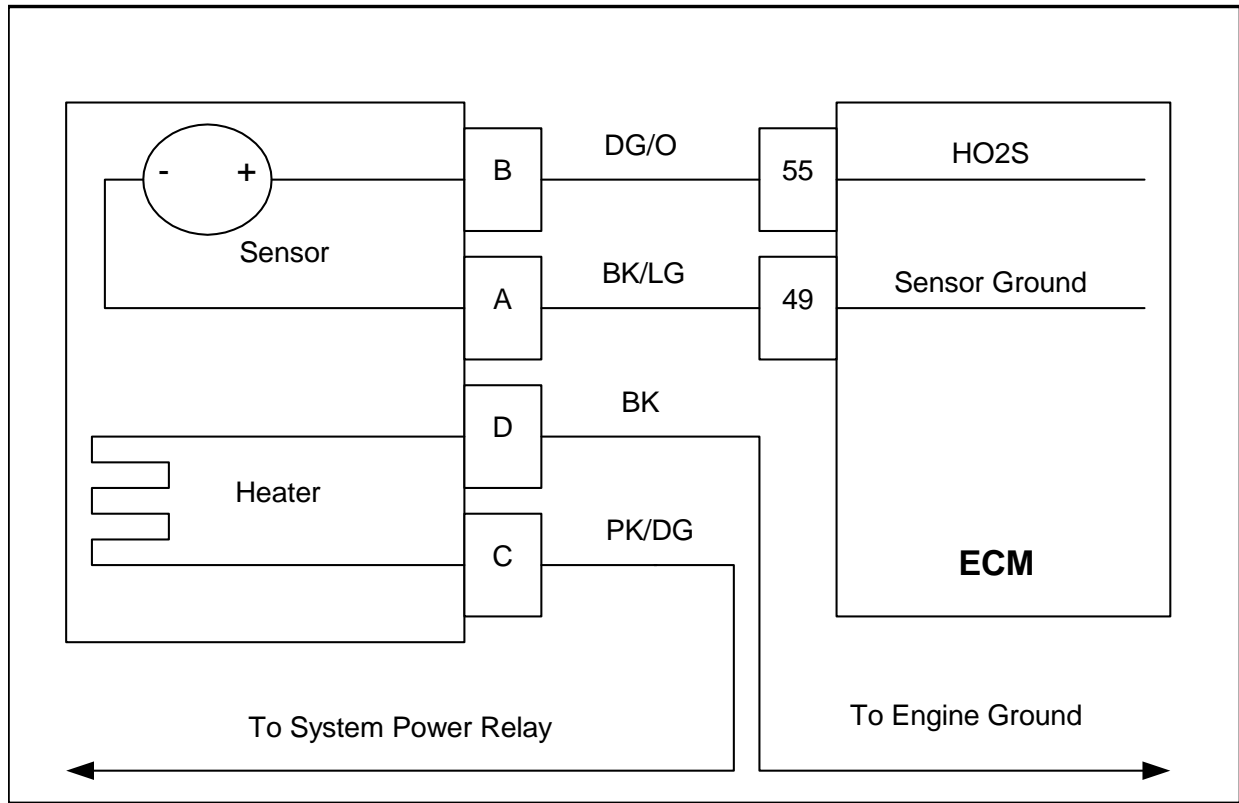 - +
Sensor
Heater
B
A
D
C
DG/O
BK/LG
BK
PK/DG
55
49
HO2S
Sensor Ground
ECM
To System Power Relay
To Engine Ground